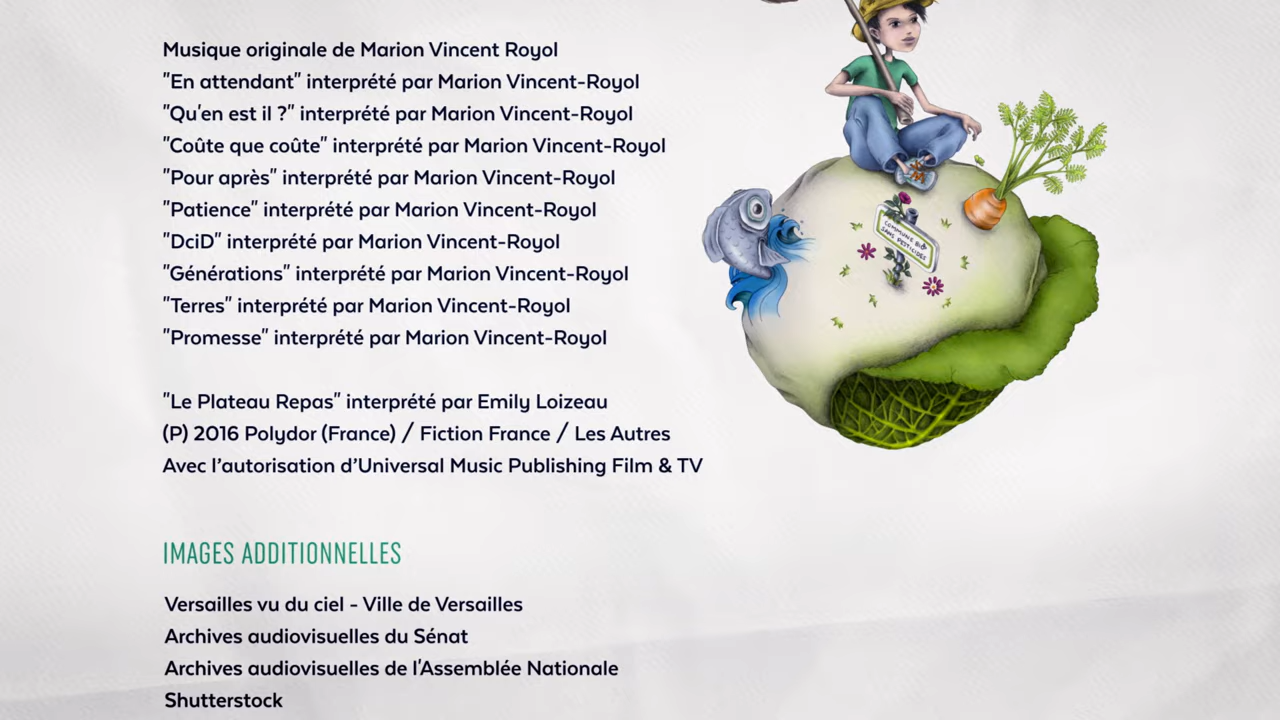 Musique originale de Marion Vincent Royol
"En attendant" interprété par Marion Vincent-Royol
"Qu'en est il ?" interprété par Marion Vincent-Royol
"Coûte que coûte" interprété par Marion Vincent-Royol
"Pour après" interprété par Marion Vincent-Royol
"Patience" interprété par Marion Vincent-Royol
"DciD" interprété par Marion Vincent-Royol
"Générations" interprété par Marion Vincent-Royol
"Terres" interprété par Marion Vincent-Royol
"Promesse" interprété par Marion Vincent-Royol
"Le Plateau Repas" interprété par Emily Loizeau
(P) 2016 Polydor (France) / Fiction France / Les Autres
Avec l'autorisation d'Universal Music Publishing Film & TV
COMMUNE BIO
SANS PESTICIDES
IMAGES ADDITIONNELLES
Versailles vu du ciel - Ville de Versailles
Archives audiovisuelles du Sénat
Archives audiovisuelles de l'Assemblée Nationale
Shutterstock